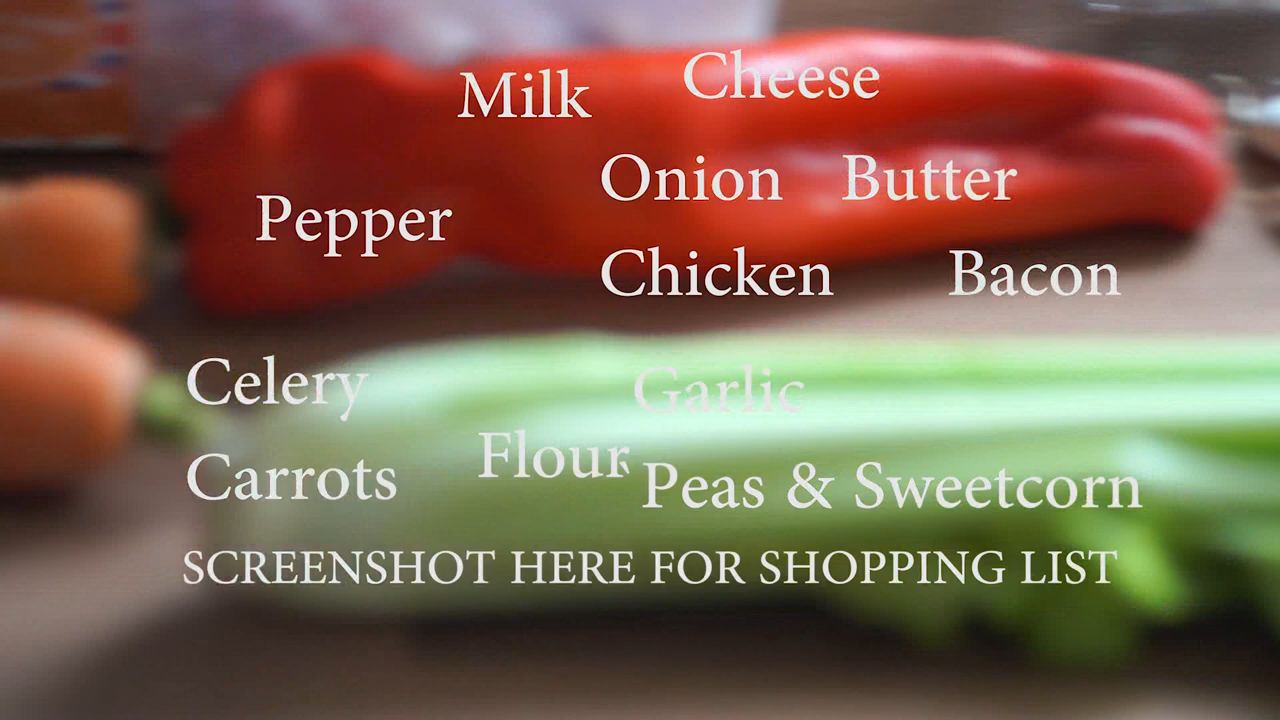 Milk Cheese
Onion Butter
Pepper
Chicken Bacon
Celery Garlic
Flour
Carrots Peas & Sweetcorn
SCREENSHOT HERE FOR SHOPPING LIST